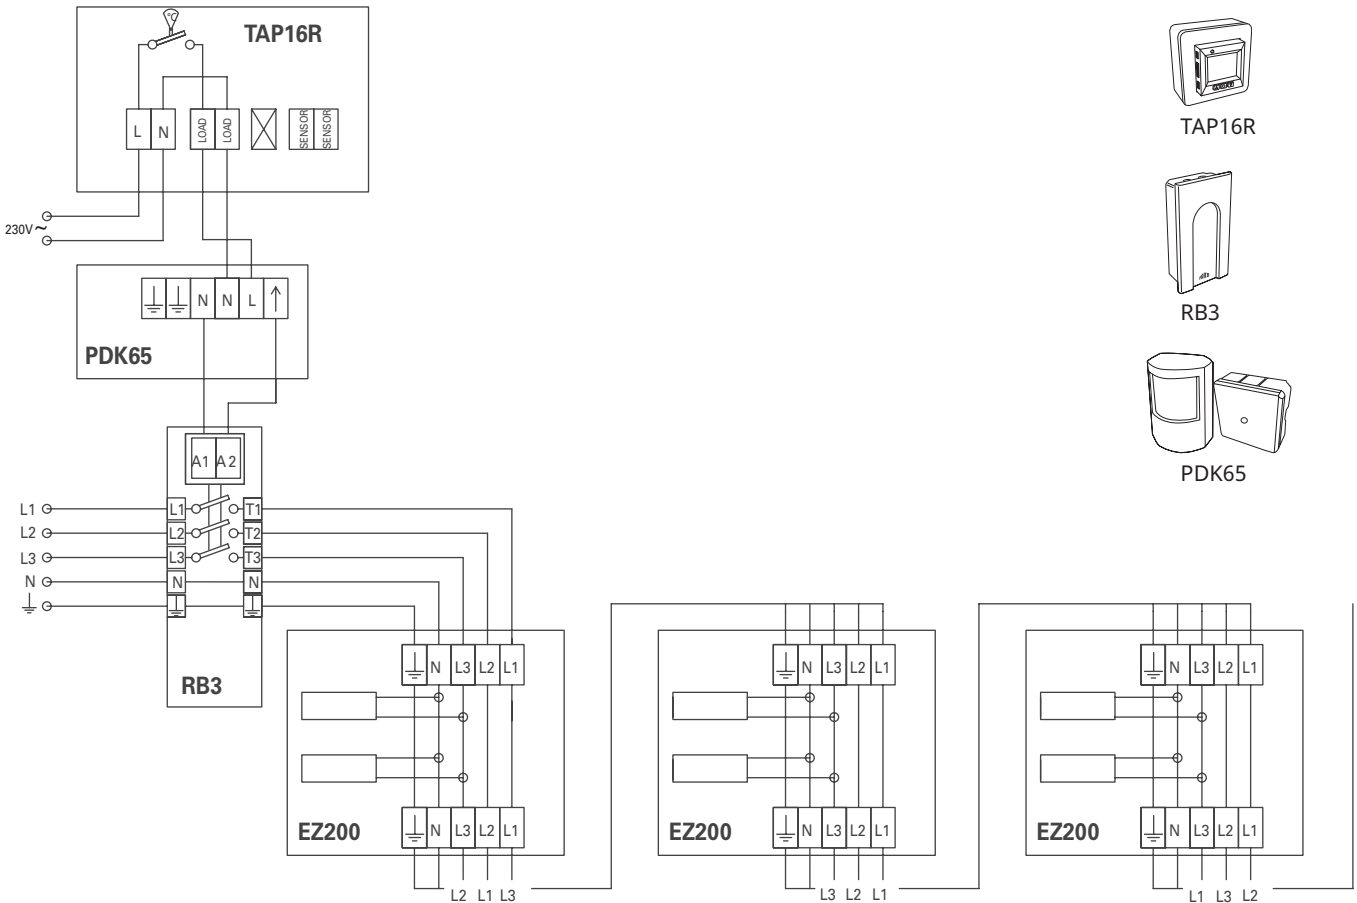 TAP16R
°C
L N LOAD LOAD SENSOR SENSOR
230V~
N N L ↑
PDK65
A1 A2
L1 L1 T1
L2 L2 T2
L3 L3 T3
N N N
RB3
N L3 L2 L1
EZ200
N L3 L2 L1
L2 L1 L3
N L3 L2 L1
EZ200
N L3 L2 L1
L3 L2 L1
N L3 L2 L1
EZ200
N L3 L2 L1
L1 L3 L2
TAP16R
RB3
PDK65